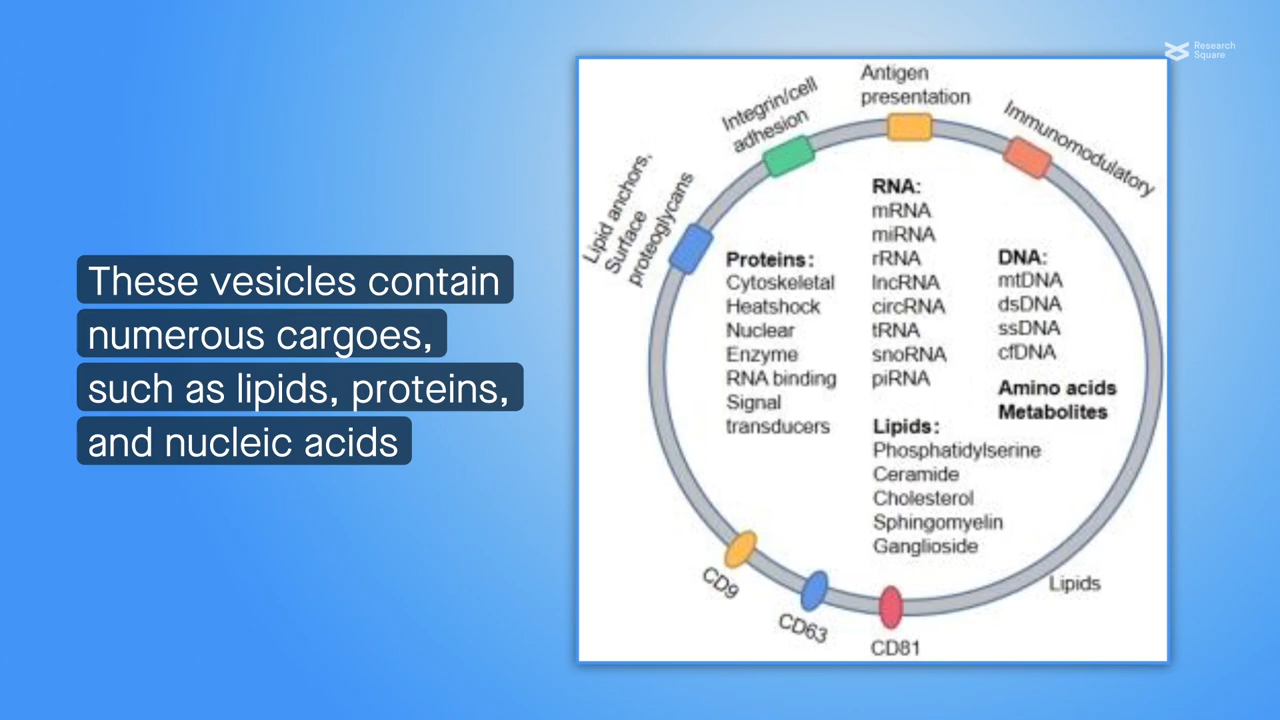 Research
Square
These vesicles contain
numerous cargoes,
such as lipids, proteins,
and nucleic acids
Lipid anchors,
Surface
proteoglycans
Integrin/cell
adhesion
Antigen
presentation
Immunomodulatory
Proteins:
Cytoskeletal
Heatshock
Nuclear
Enzyme
RNA binding
Signal
transducers
RNA:
mRNA
miRNA
rRNA
lncRNA
circRNA
tRNA
snoRNA
piRNA
Lipids:
Phosphatidylserine
Ceramide
Cholesterol
Sphingomyelin
Ganglioside
DNA:
mtDNA
dsDNA
ssDNA
cfDNA
Amino acids
Metabolites
CD9
CD63
CD81
Lipids